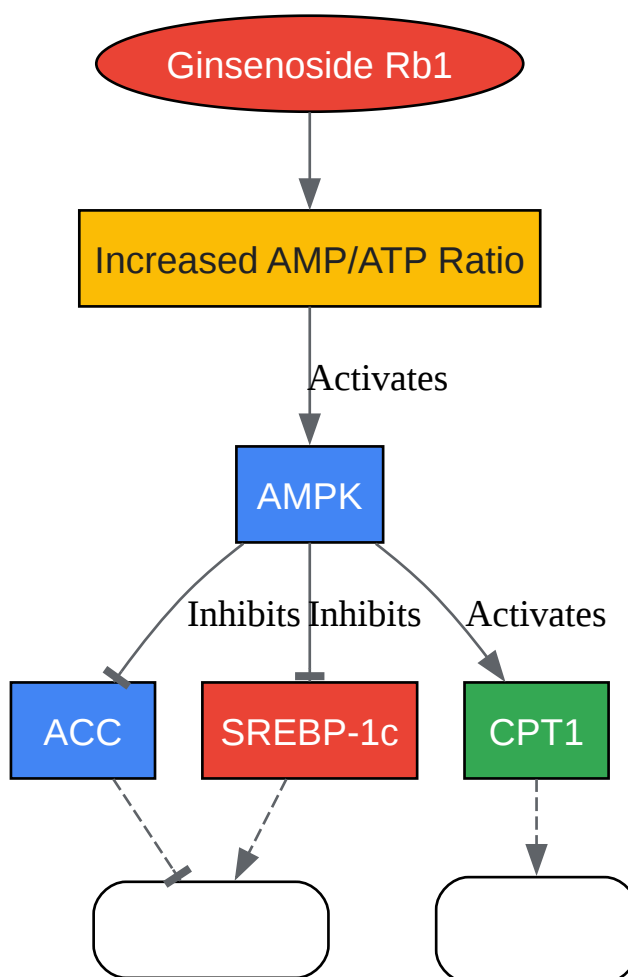 Ginsenoside Rb1
Increased AMP/ATP Ratio
Activates
AMPK
Inhibits Inhibits Activates
ACC SREBP-1c CPT1